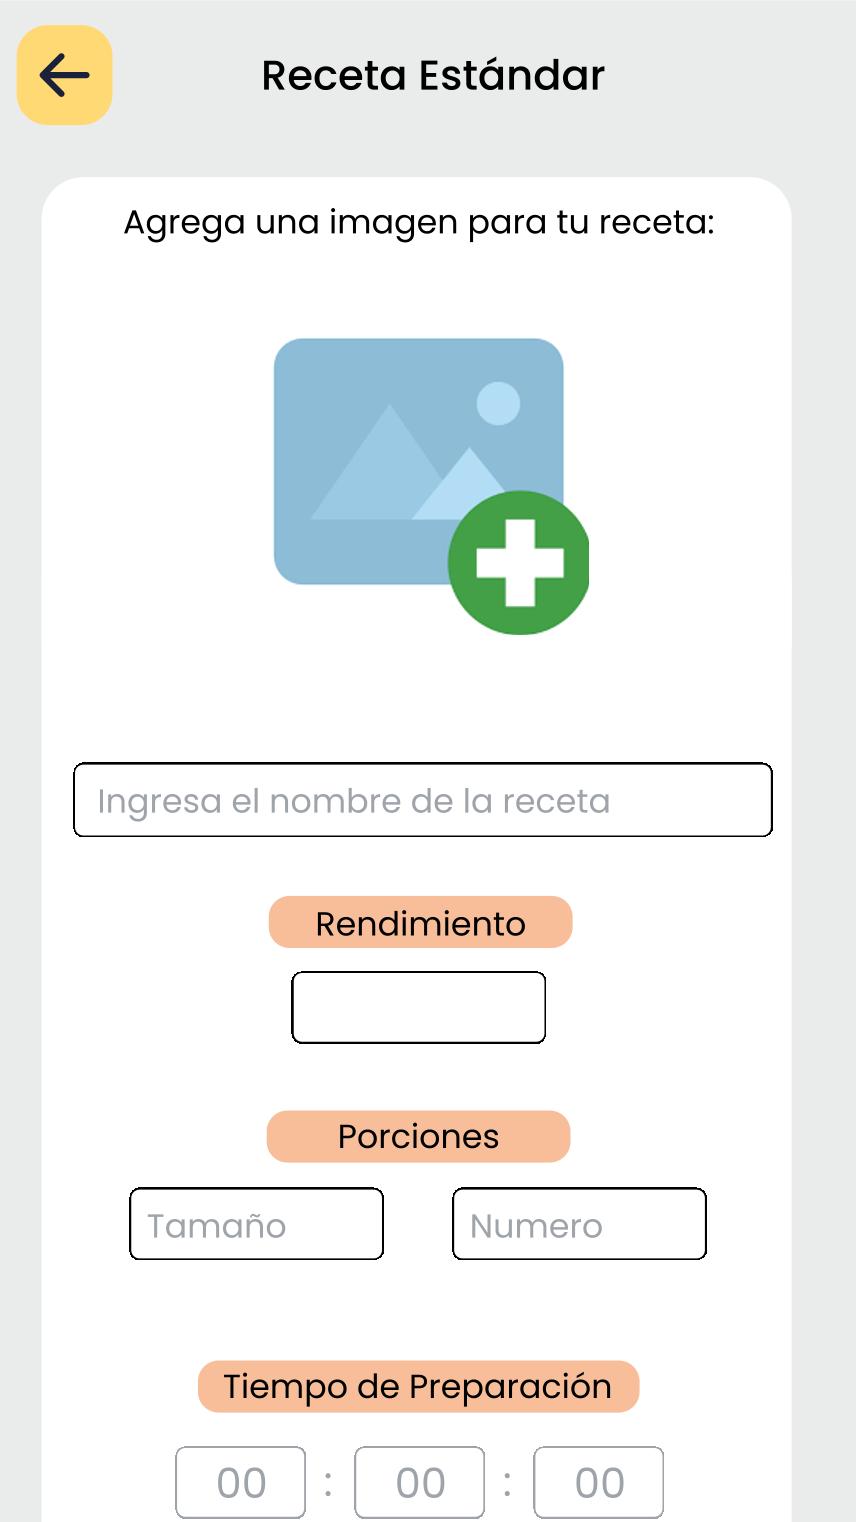 Receta Estándar
Agrega una imagen para tu receta:
Ingresa el nombre de la receta
Rendimiento
Porciones
Tamaño Numero
Tiempo de Preparación
00 : 00 : 00